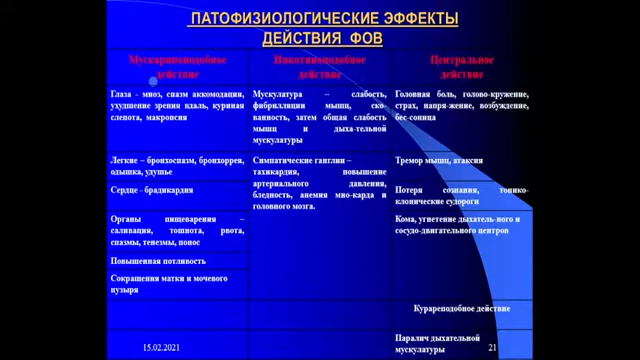 ПАТОФИЗИОЛОГИЧЕСКИЕ ЭФФЕКТЫ
ДЕЙСТВИЯ ФОВ
Мускариноподобное
действие
Никотиноподобное
действие
Центральное
действие
Глаза - миоз, спазм аккомодации,
ухудшение зрения вдаль, куриная
слепота, макропсия
Мускулатура – слабость,
фибрилляции мышц, ско-
ванность, затем общая слабость
мышц и дыха-тельной
мускулатуры
Головная боль, голово-кружение,
страх, напря-жение, возбуждение,
бес-сонница
Легкие – бронхоспазм, бронхоррея,
одышка, удушье
Симпатические ганглии –
тахикардия, повышение
артериального давления,
бледность, анемия мио-карда и
головного мозга.
Тремор мышц, атаксия
Сердце - брадикардия
Потеря сознания, тонико-
клонические судороги
Органы пищеварения –
саливация, тошнота, рвота,
спазмы, тенезмы, понос
Кома, угнетение дыхатель-ного и
сосудо-двигательного центров
Повышенная потливость
Сокращения матки и мочевого
пузыря
Курареподобное действие
Паралич дыхательной
мускулатуры
15.02.2021
21